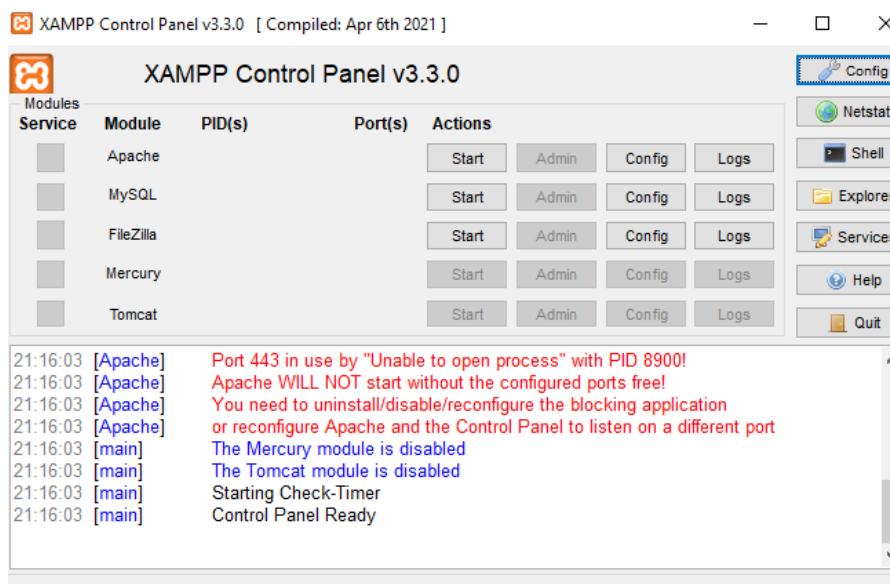 XAMPP Control Panel v3.3.0 [ Compiled: Apr 6th 2021 ]
XAMPP Control Panel v3.3.0
Config
Netstat
Shell
Explorer
Services
Help
Quit
Modules
Service Module PID(s) Port(s) Actions
Apache Start Admin Config Logs
MySQL Start Admin Config Logs
FileZilla Start Admin Config Logs
Mercury Start Admin Config Logs
Tomcat Start Admin Config Logs
21:16:03 [Apache] Port 443 in use by "Unable to open process" with PID 8900!
21:16:03 [Apache] Apache WILL NOT start without the configured ports free!
21:16:03 [Apache] You need to uninstall/disable/reconfigure the blocking application
21:16:03 [Apache] or reconfigure Apache and the Control Panel to listen on a different port
21:16:03 [main] The Mercury module is disabled
21:16:03 [main] The Tomcat module is disabled
21:16:03 [main] Starting Check-Timer
21:16:03 [main] Control Panel Ready